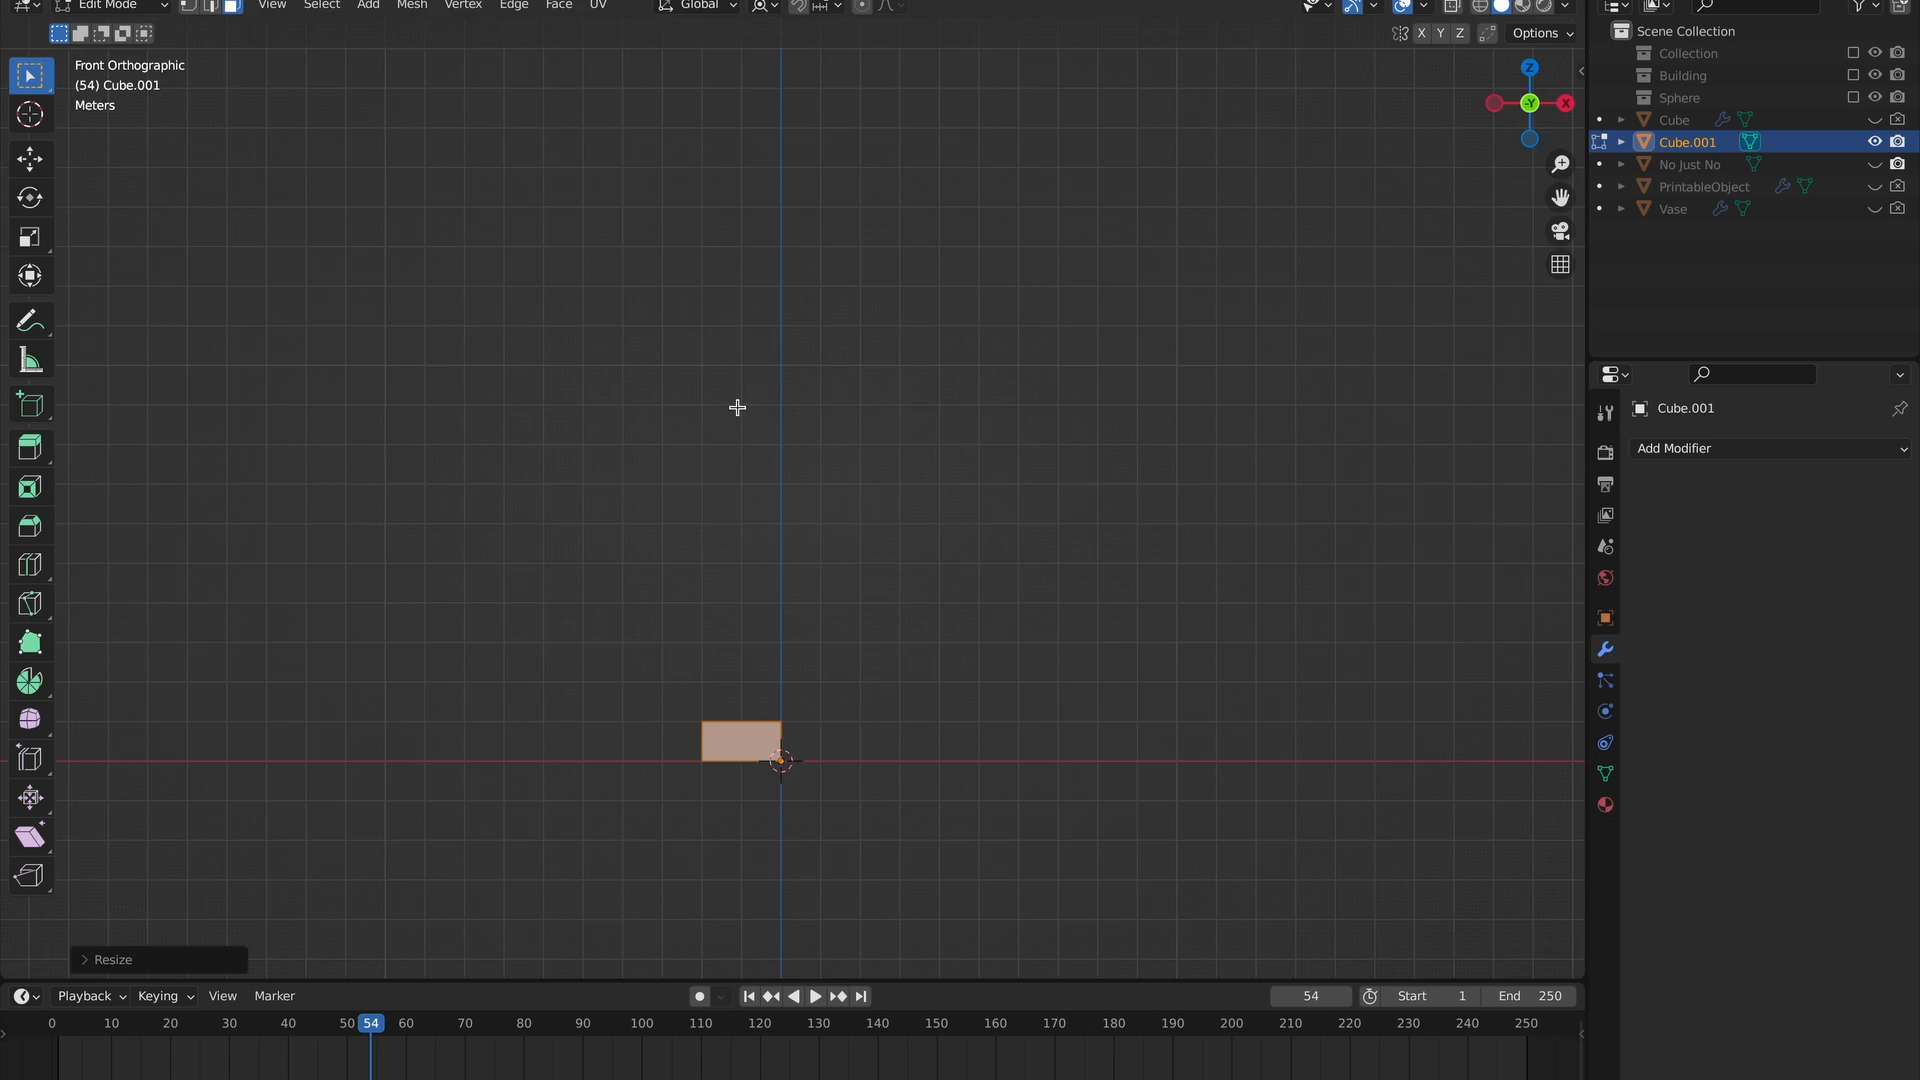 Edit Mode View Select Add Mesh Vertex Edge Face UV Global
X Y Z Options
Front Orthographic
(54) Cube.001
Meters
Z
-Y
X
Resize
Scene Collection
Collection
Building
Sphere
Cube
Cube.001
No Just No
PrintableObject
Vase
Cube.001
Add Modifier
Playback Keying View Marker 54 Start 1 End 250
0 10 20 30 40 50 54 60 70 80 90 100 110 120 130 140 150 160 170 180 190 200 210 220 230 240 250